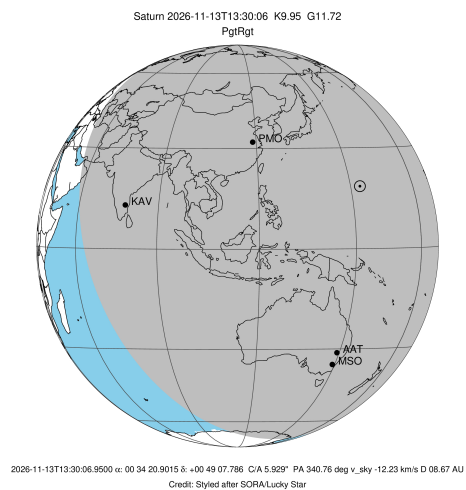 Saturn 2026-11-13T13:30:06 K9.95 G11.72
PgtRgt
PMO
KAV
AAT
MSO
2026-11-13T13:30:06.9500 α: 00 34 20.9015 δ: +00 49 07.786 C/A 5.929" PA 340.76 deg v_sky -12.23 km/s D 08.67 AU
Credit: Styled after SORA/Lucky Star